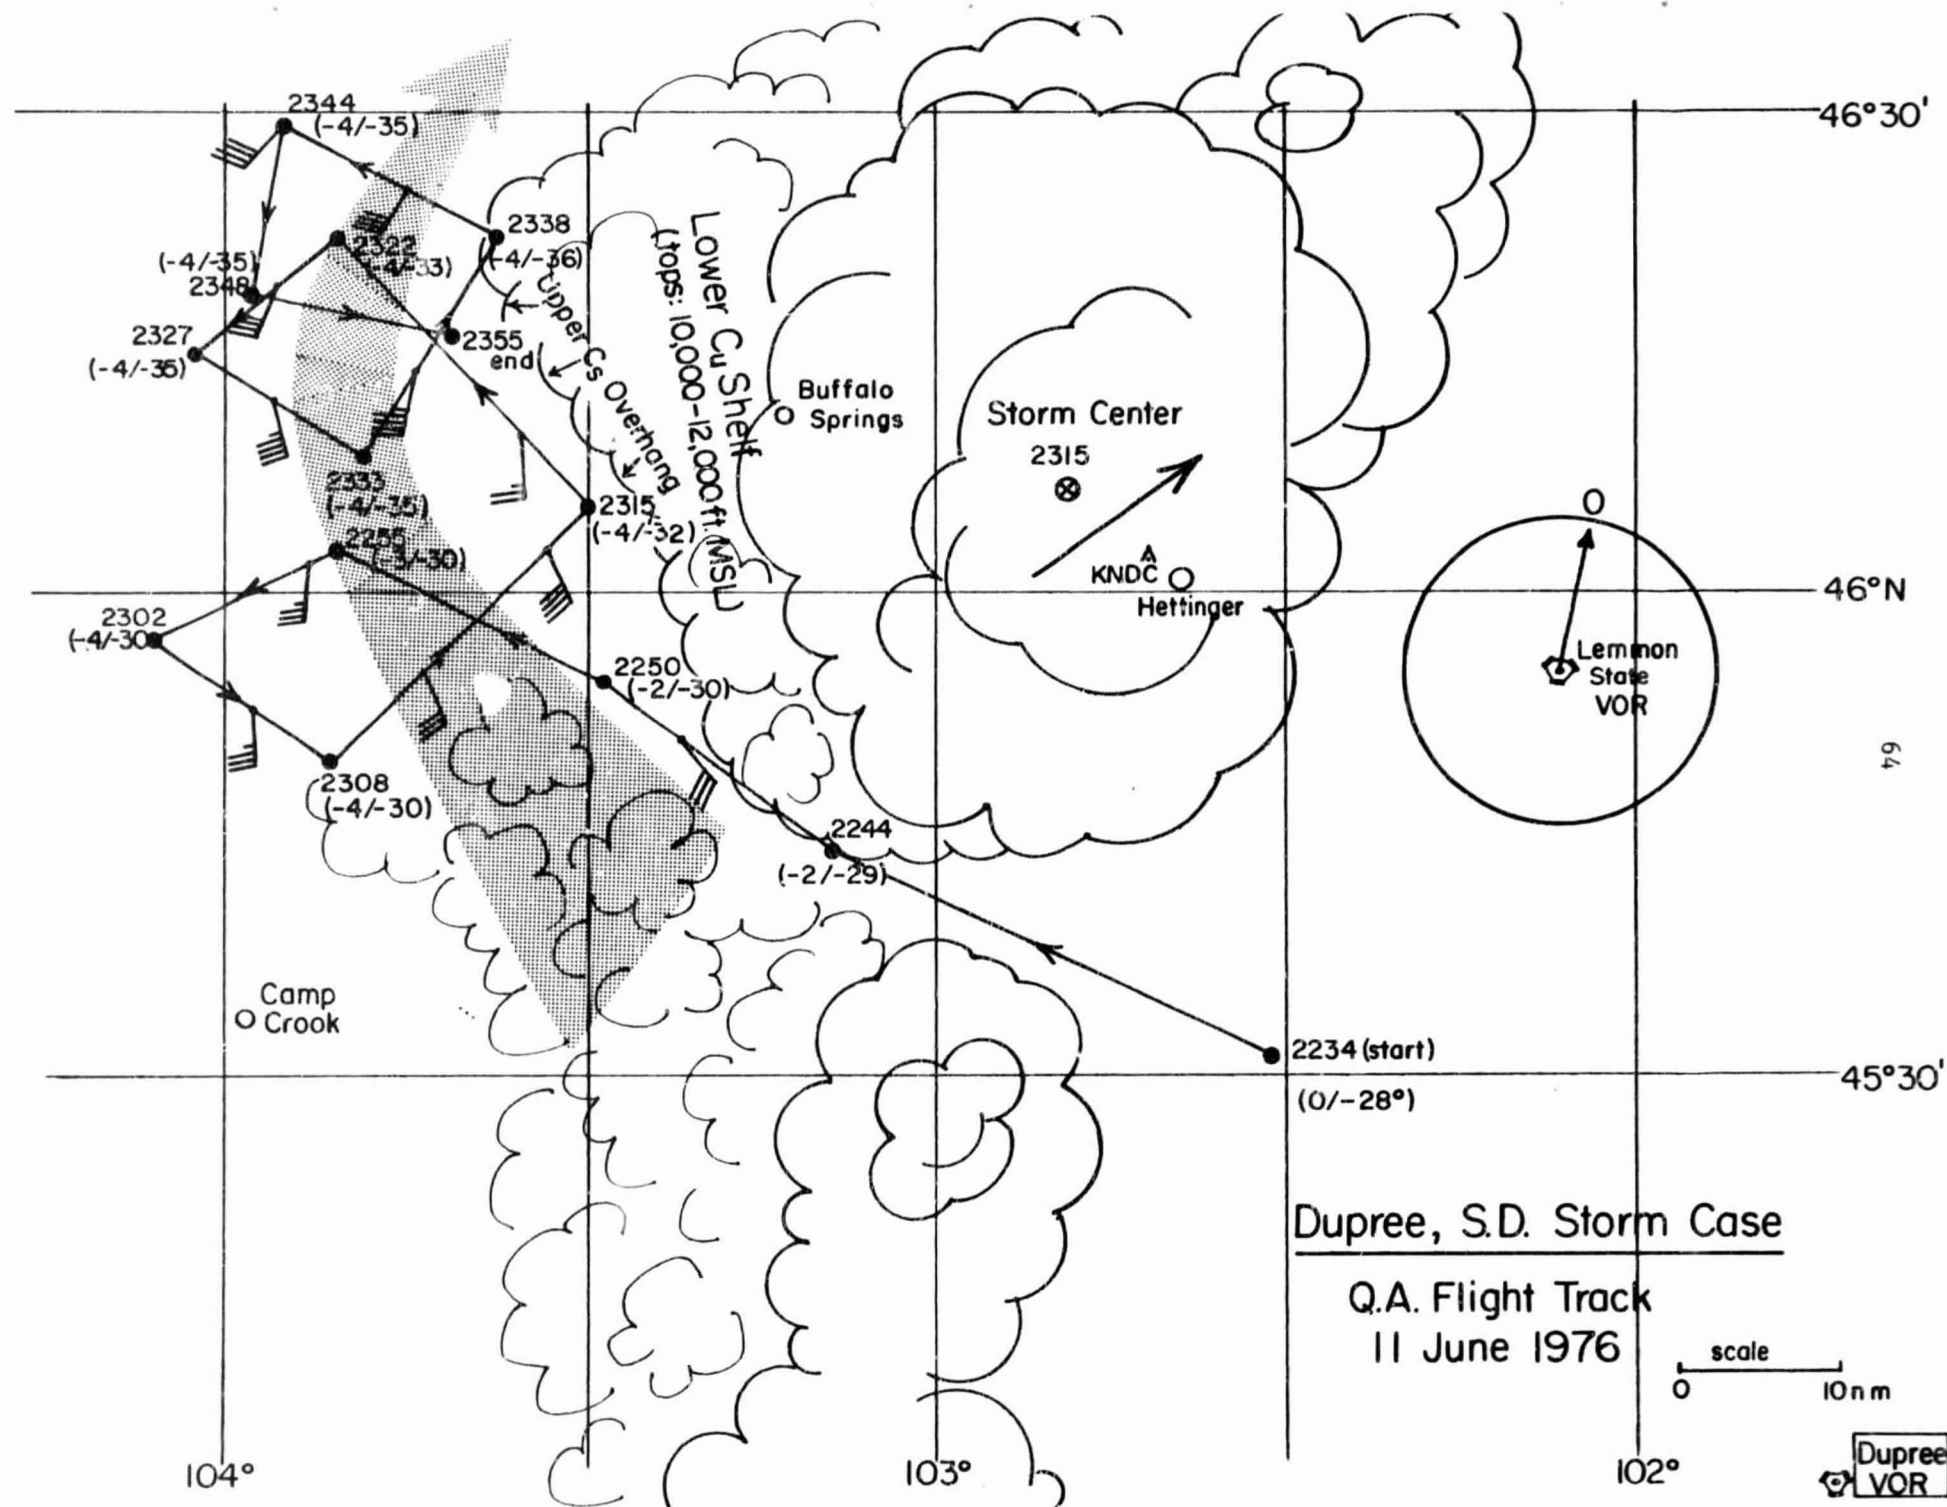 46°30'
2344
(-4/-35)
2338
(-4/-36)
2322
(-4/-33)
(-4/-35)
2348
2327
(-4/-35)
2355
end
Upper Cs Overhang
Lower Cu Shelf
(tops: 10,000-12,000 ft. MSL)
Buffalo
Springs
Storm Center
2315
2333
(-4/-35)
2315
(-4/-32)
2255
(-3/-30)
KNDC
Hettinger
46°N
O
Lemmon
State
VOR
2302
(-4/-30
2250
(-2/-30)
64
2308
(-4/-30)
2244
(-2/-29)
Camp
Crook
2234 (start)
(0/-28°)
45°30'
Dupree, S.D. Storm Case
Q.A. Flight Track
11 June 1976
scale
0 10nm
104°
103°
102°
Dupree
VOR